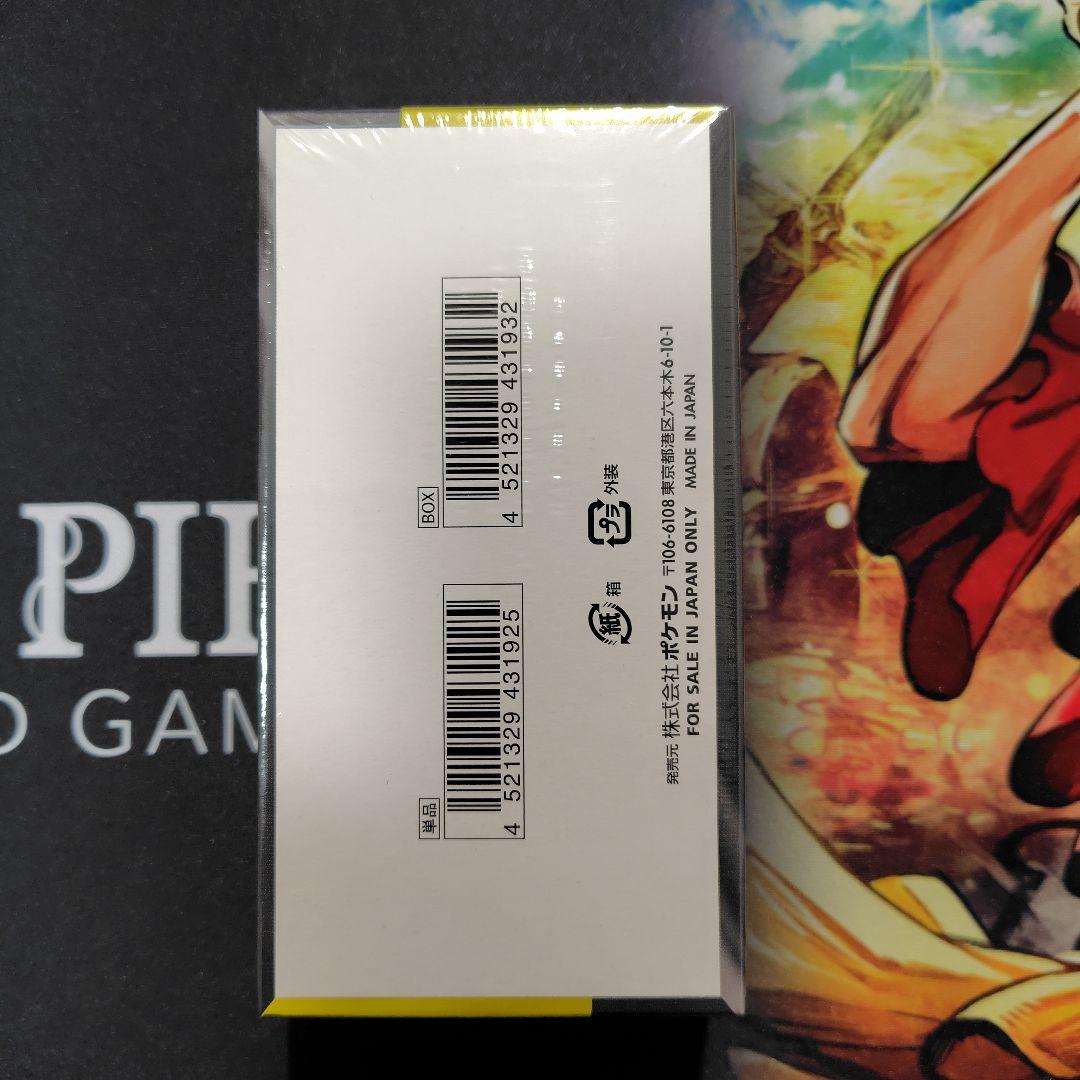 BOX
4 521329 431932
単品
4 521329 431925
プラ 外装
紙 箱
発売元 株式会社 ポケモン 〒106-6108 東京都港区六本木6-10-1
FOR SALE IN JAPAN ONLY MADE IN JAPAN
PI
D GAM